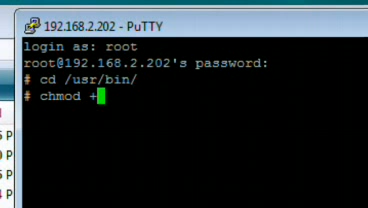 192.168.2.202 - PuTTY
login as: root
root@192.168.2.202's password:
# cd /usr/bin/
# chmod +
P
P
P
P